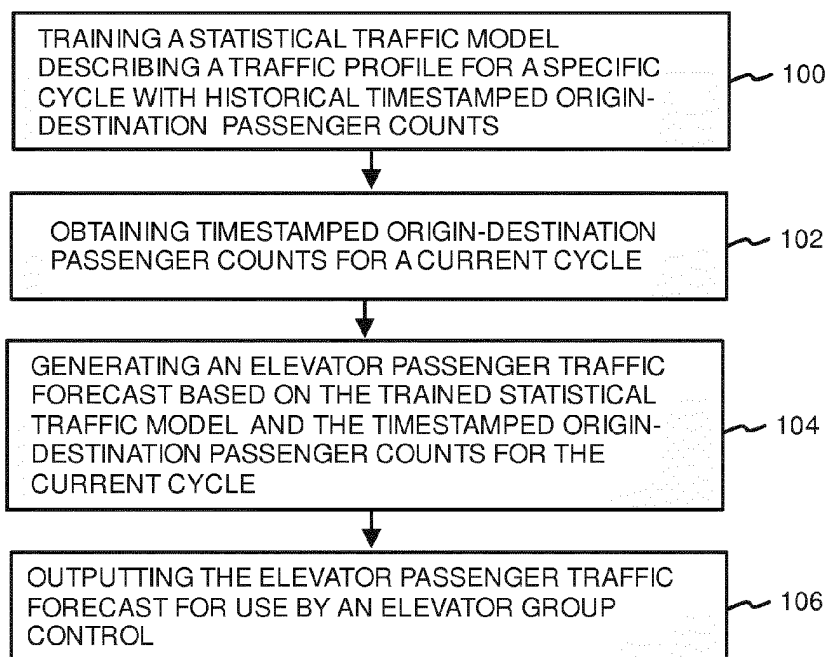 TRAINING A STATISTICAL TRAFFIC MODEL
DESCRIBING A TRAFFIC PROFILE FOR A SPECIFIC
CYCLE WITH HISTORICAL TIMESTAMPED ORIGIN-
DESTINATION PASSENGER COUNTS
100
OBTAINING TIMESTAMPED ORIGIN-DESTINATION
PASSENGER COUNTS FOR A CURRENT CYCLE
102
GENERATING AN ELEVATOR PASSENGER TRAFFIC
FORECAST BASED ON THE TRAINED STATISTICAL
TRAFFIC MODEL AND THE TIMESTAMPED ORIGIN-
DESTINATION PASSENGER COUNTS FOR THE
CURRENT CYCLE
104
OUTPUTTING THE ELEVATOR PASSENGER TRAFFIC
FORECAST FOR USE BY AN ELEVATOR GROUP
CONTROL
106